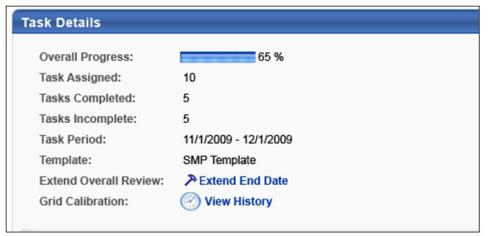 Task Details
Overall Progress: 65 %
Task Assigned: 10
Tasks Completed: 5
Tasks Incomplete: 5
Task Period: 11/1/2009 - 12/1/2009
Template: SMP Template
Extend Overall Review: Extend End Date
Grid Calibration: View History